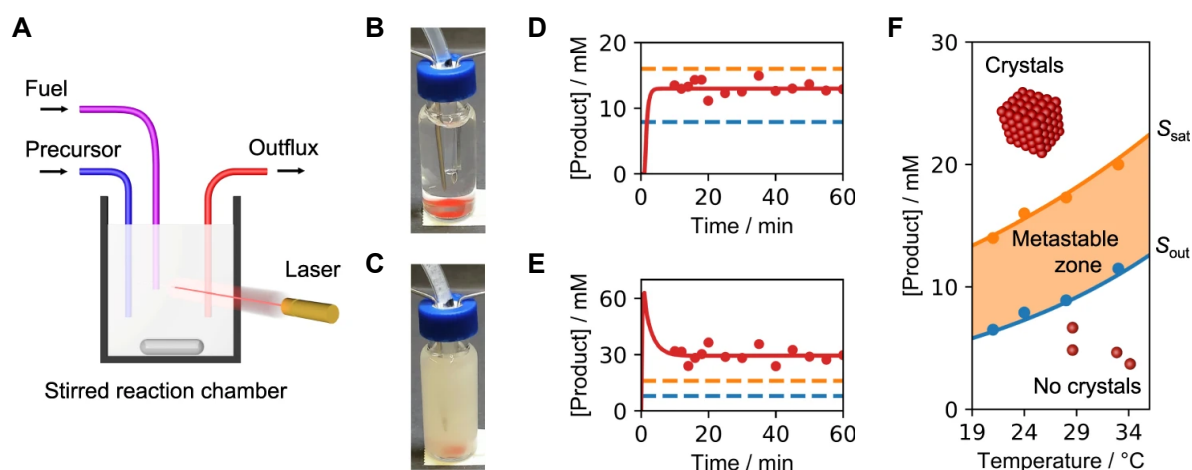 A
Fuel
Precursor
Outflux
Laser
Stirred reaction chamber
B
C
D
[Product] / mM
20
10
0
0
20
40
60
Time / min
E
[Product] / mM
60
30
0
0
20
40
60
Time / min
F
[Product] / mM
30
20
10
0
Crystals
Ssat
Metastable
zone
Sout
No crystals
19
24
29
34
Temperature / °C